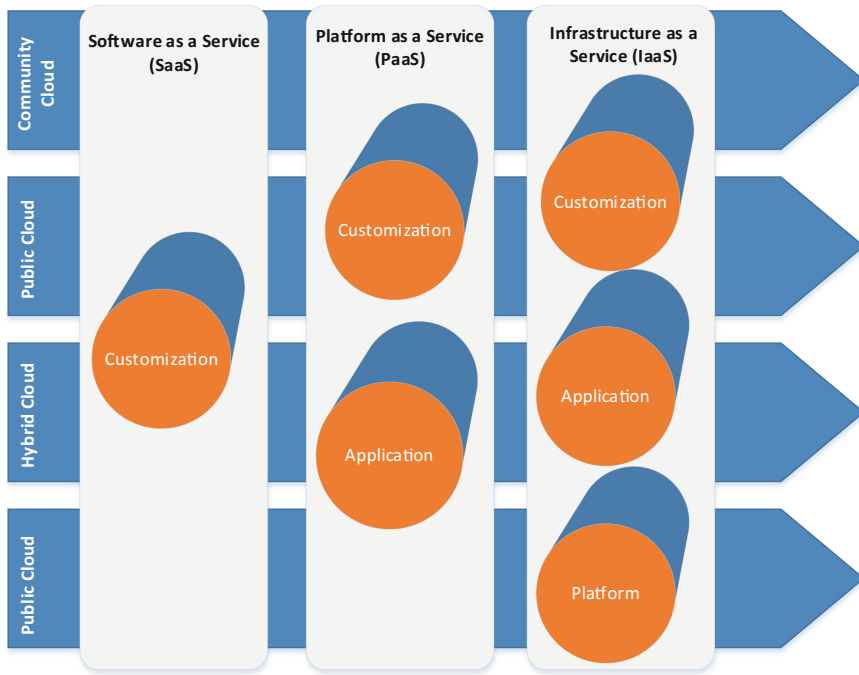 Community
Cloud
Public Cloud
Hybrid Cloud
Public Cloud
Software as a Service
(SaaS)
Customization
Platform as a Service
(PaaS)
Customization
Application
Infrastructure as a
Service (IaaS)
Customization
Application
Platform